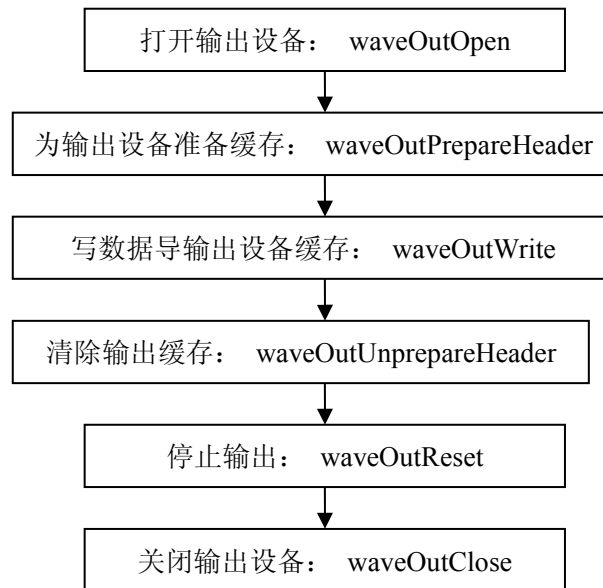 打开输出设备： waveOutOpen
为输出设备准备缓存： waveOutPrepareHeader
写数据导输出设备缓存： waveOutWrite
清除输出缓存： waveOutUnprepareHeader
停止输出： waveOutReset
关闭输出设备： waveOutClose